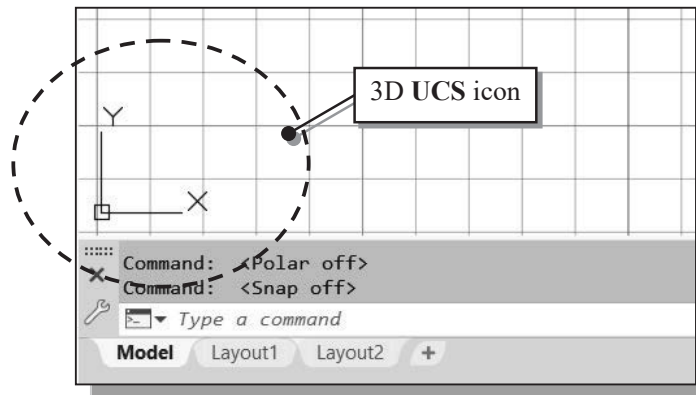 3D UCS icon
Y
X
Command: <Polar off>
Command: <Snap off>
Type a command
Model Layout1 Layout2 +